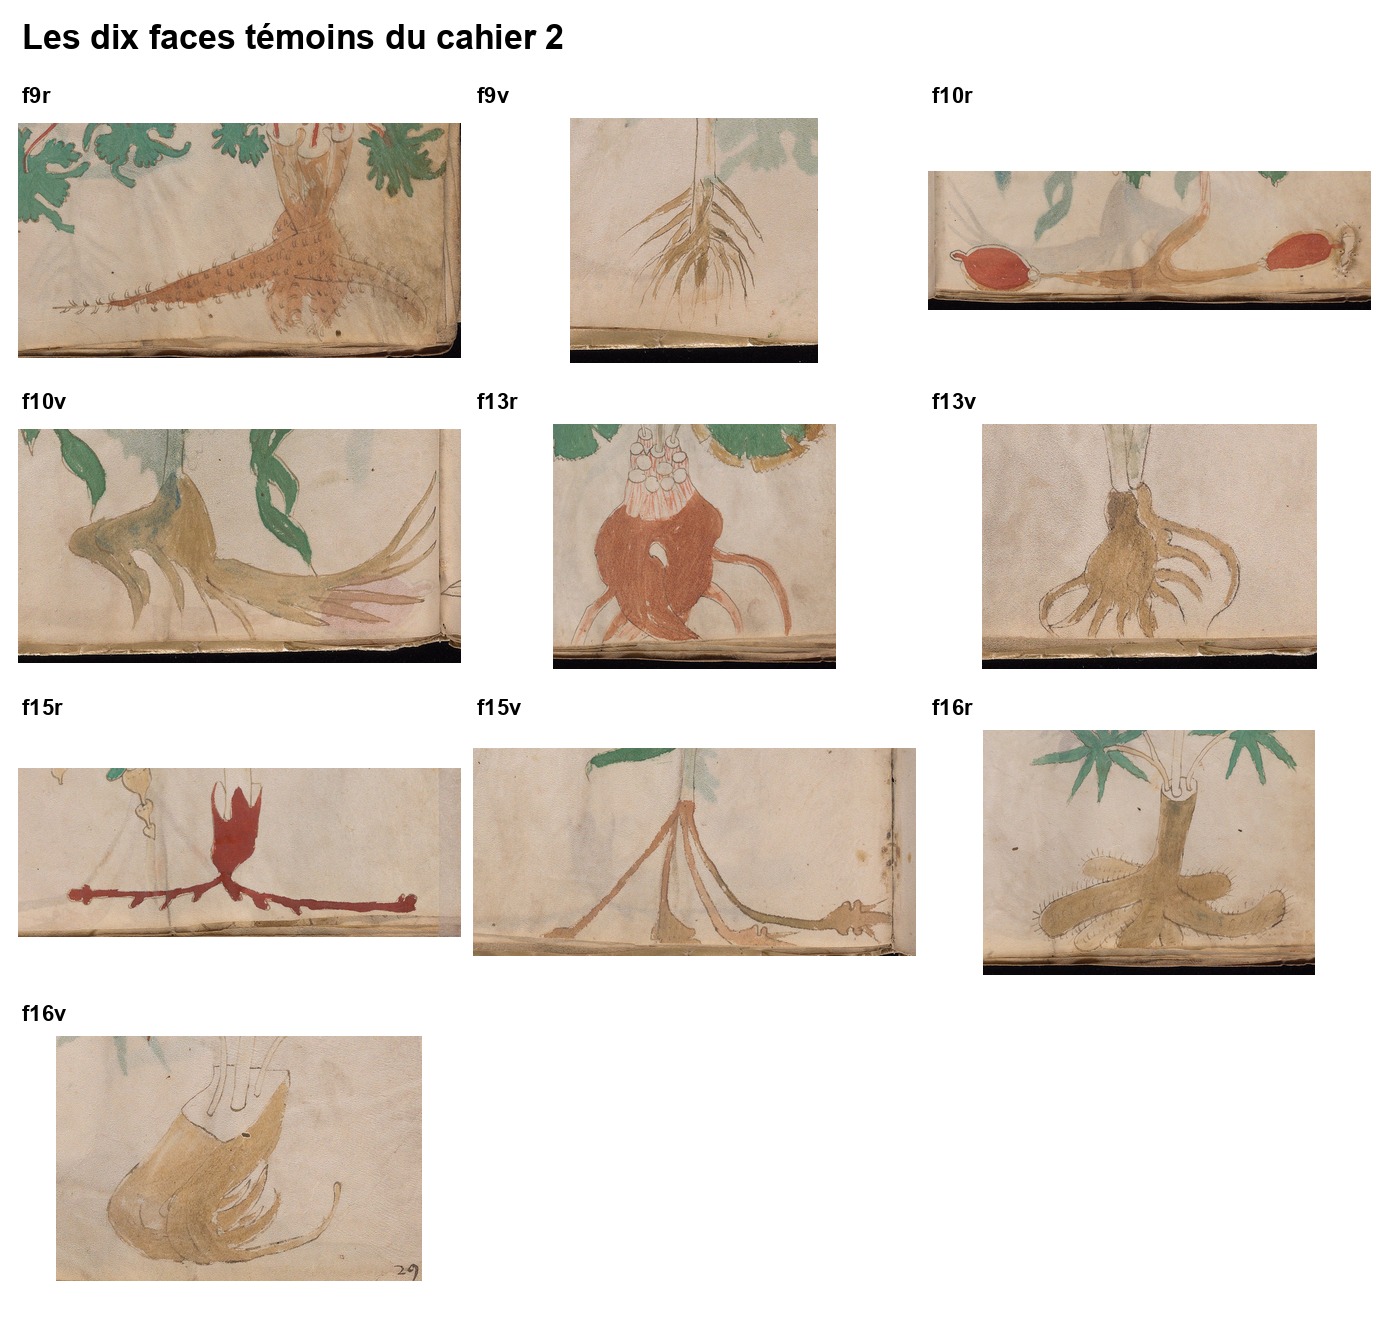 Les dix faces témoins du cahier 2
f9r
f9v
f10r
f10v
f13r
f13v
f15r
f15v
f16r
f16v
29